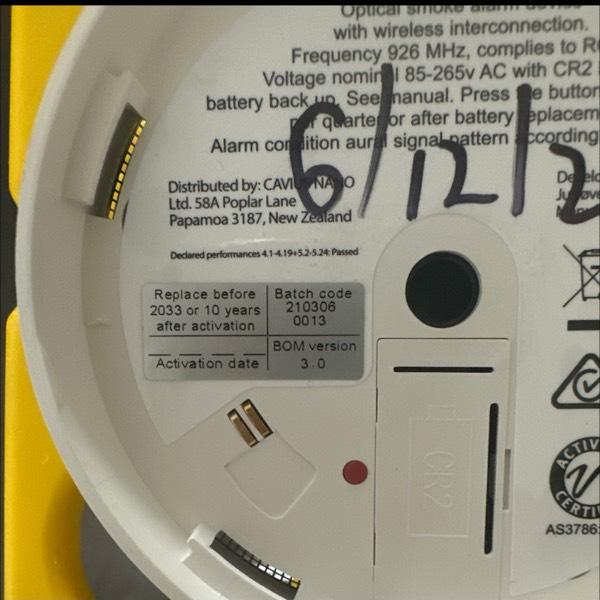 Optical smoke alarm
with wireless interconnection.
Frequency 926 MHz, complies to
Voltage nominal 85-265v AC with CR2
battery back up. See manual. Press the button
per quarter or after battery replacem
Alarm condition aural signal pattern according
6/12/2
Distributed by: CAVIUS NANO
Ltd. 58A Poplar Lane
Papamoa 3187, New Zealand
Declared performances 4.1-4.19+5.2-5.24: Passed
Replace before
2033 or 10 years
after activation
Activation date
Batch code
210306
0013
BOM version
3.0
CR2
ACTIV
CERTI
AS3786: